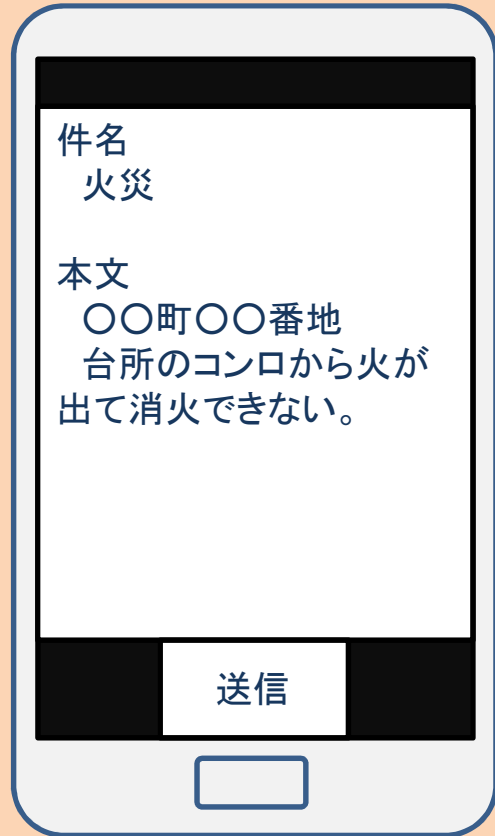 件名
火災
本文
〇〇町〇〇番地
台所のコンロから火が
出て消火できない。
送信